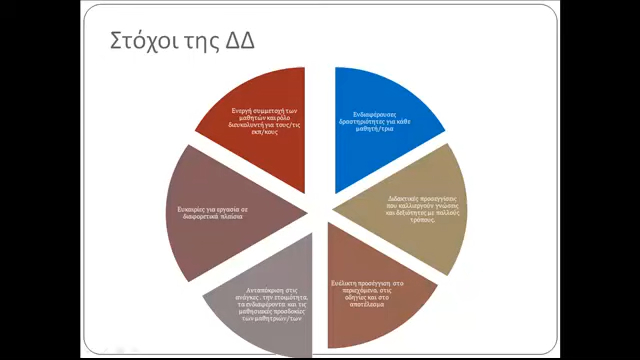 Στόχοι της ΔΔ
Ενδιαφέρουσες
δραστηριότητες για κάθε
μαθητή/τρια
Διδακτικές προσεγγίσεις
που καλλιεργούν γνώσεις
και δεξιότητες με πολλούς
τρόπους.
Ευέλικτη προσέγγιση στο
περιεχόμενο, στις
οδηγίες και στο
αποτέλεσμα
Ανταπόκριση στις
ανάγκες, την ετοιμότητα,
τα ενδιαφέροντα και τις
μαθησιακές προσδοκίες
των μαθητριών/των
Ευκαιρίες για εργασία σε
διαφορετικά πλαίσια
Ενεργή συμμετοχή των
μαθητών και ρόλο
διευκολυντή για τους/τις
εκπ/κους